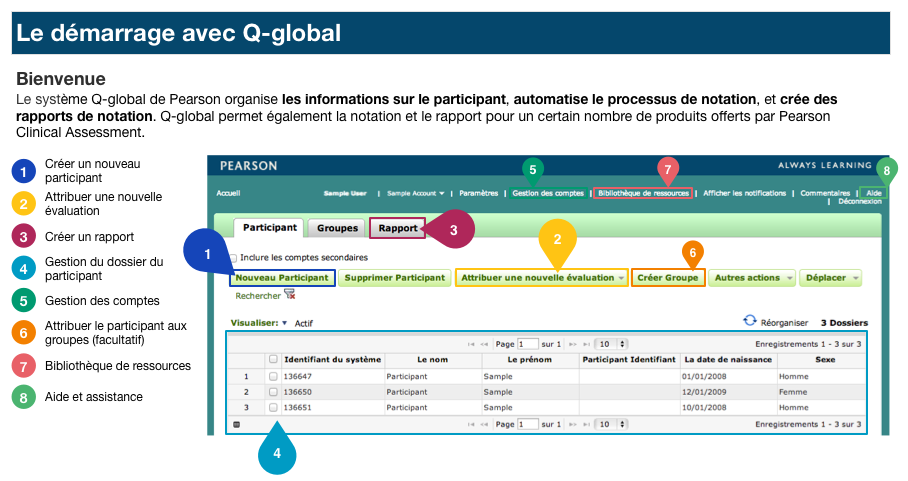 Le démarrage avec Q-global
Bienvenue
Le système Q-global de Pearson organise les informations sur le participant, automatise le processus de notation, et crée des
rapports de notation. Q-global permet également la notation et le rapport pour un certain nombre de produits offerts par Pearson
Clinical Assessment.
1 Créer un nouveau
participant
2 Attribuer une nouvelle
évaluation
3 Créer un rapport
4 Gestion du dossier du
participant
5 Gestion des comptes
6 Attribuer le participant aux
groupes (facultatif)
7 Bibliothèque de ressources
8 Aide et assistance
PEARSON
5
7
ALWAYS LEARNING
8
Accueil
Sample User | Sample Account | Paramètres | Gestion des comptes | Bibliothèque de ressources | Afficher les notifications | Commentaires | Aide
| Déconnexion
Participant Groupes Rapport 3
1
2
6
Inclure les comptes secondaires
Nouveau Participant Supprimer Participant Attribuer une nouvelle évaluation Créer Groupe Autres actions Déplacer
Rechercher
Visualiser: Actif Réorganiser 3 Dossiers
Page 1 sur 1 10 Enregistrements 1 - 3 sur 3
Identifiant du système Le nom Le prénom Participant Identifiant La date de naissance Sexe
1 136647 Participant Sample 01/01/2008 Homme
2 136650 Participant Sample 12/01/2009 Femme
3 136651 Participant Sample 10/01/2008 Homme
Page 1 sur 1 10 Enregistrements 1 - 3 sur 3
4